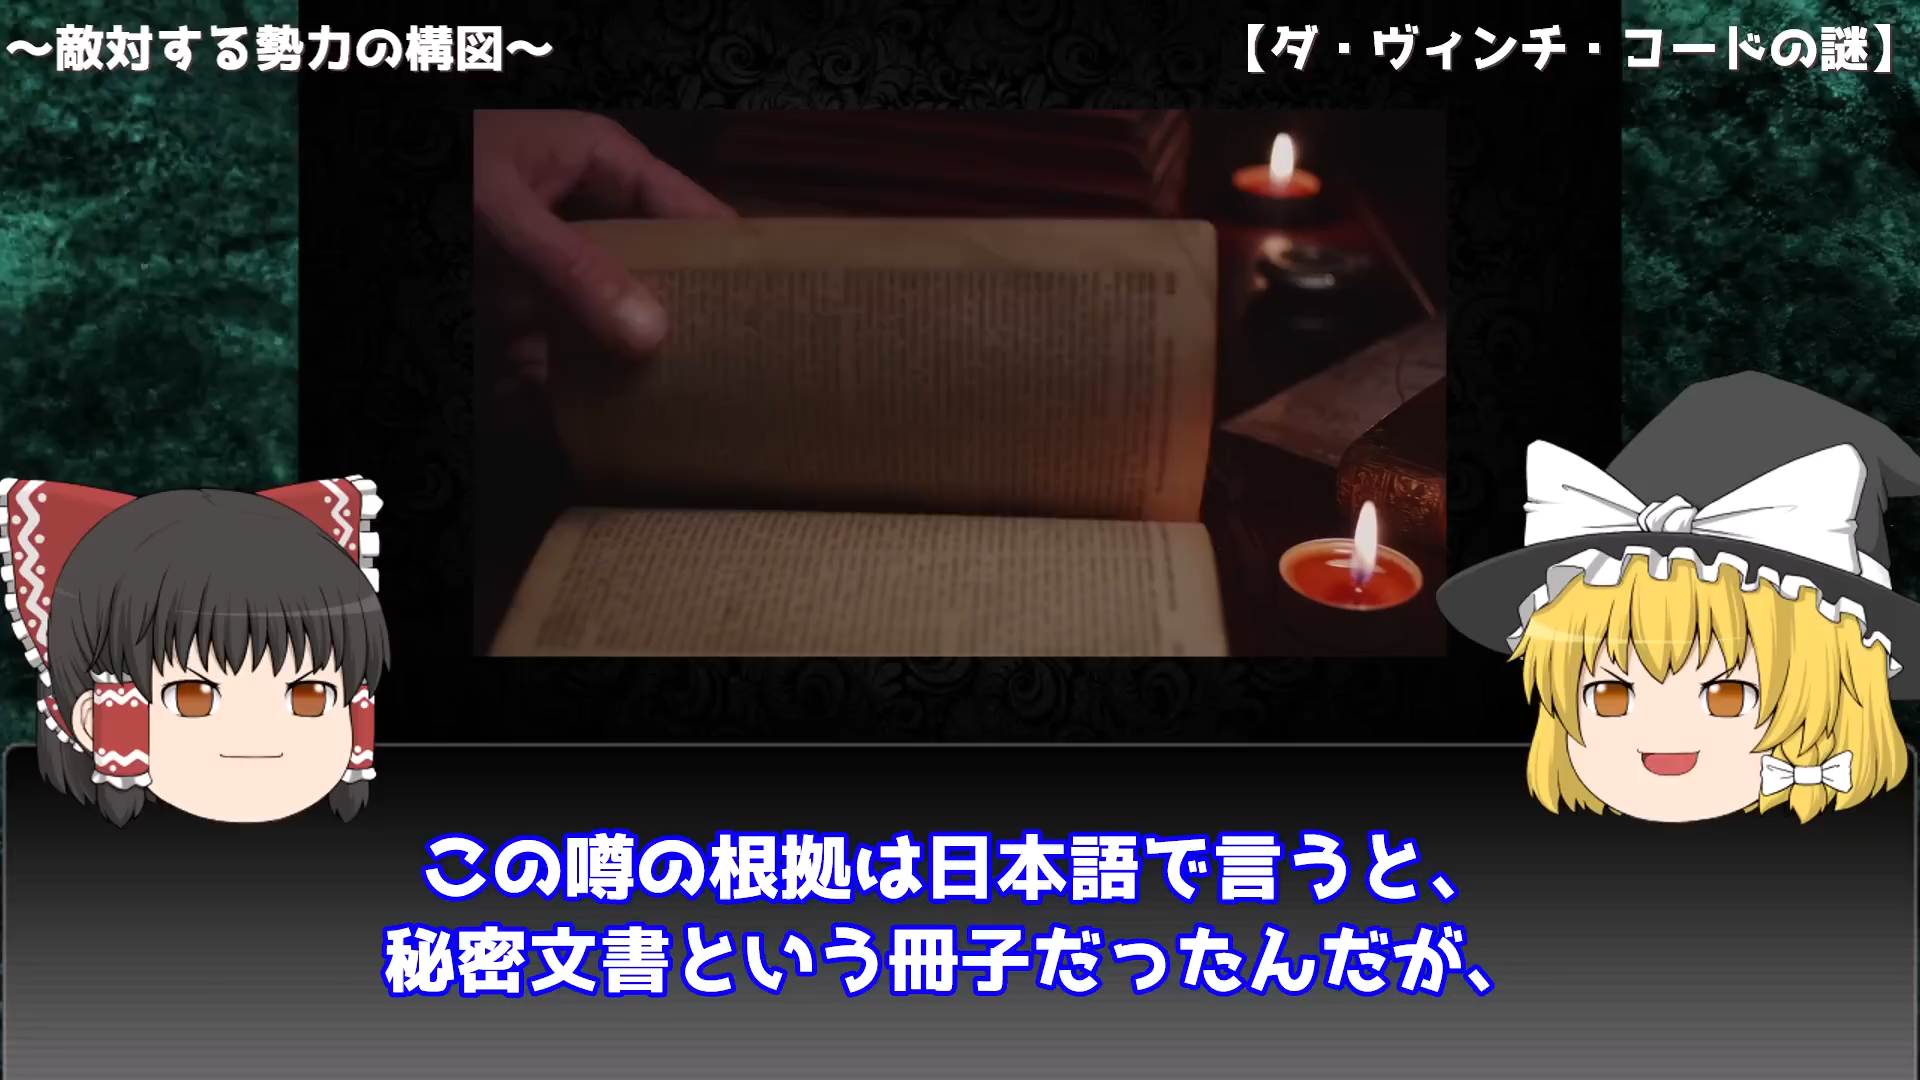 ～敵対する勢力の構図～
【ダ・ヴィンチ・コードの謎】
この噂の根拠は日本語で言うと、
秘密文書という冊子だったんだが、